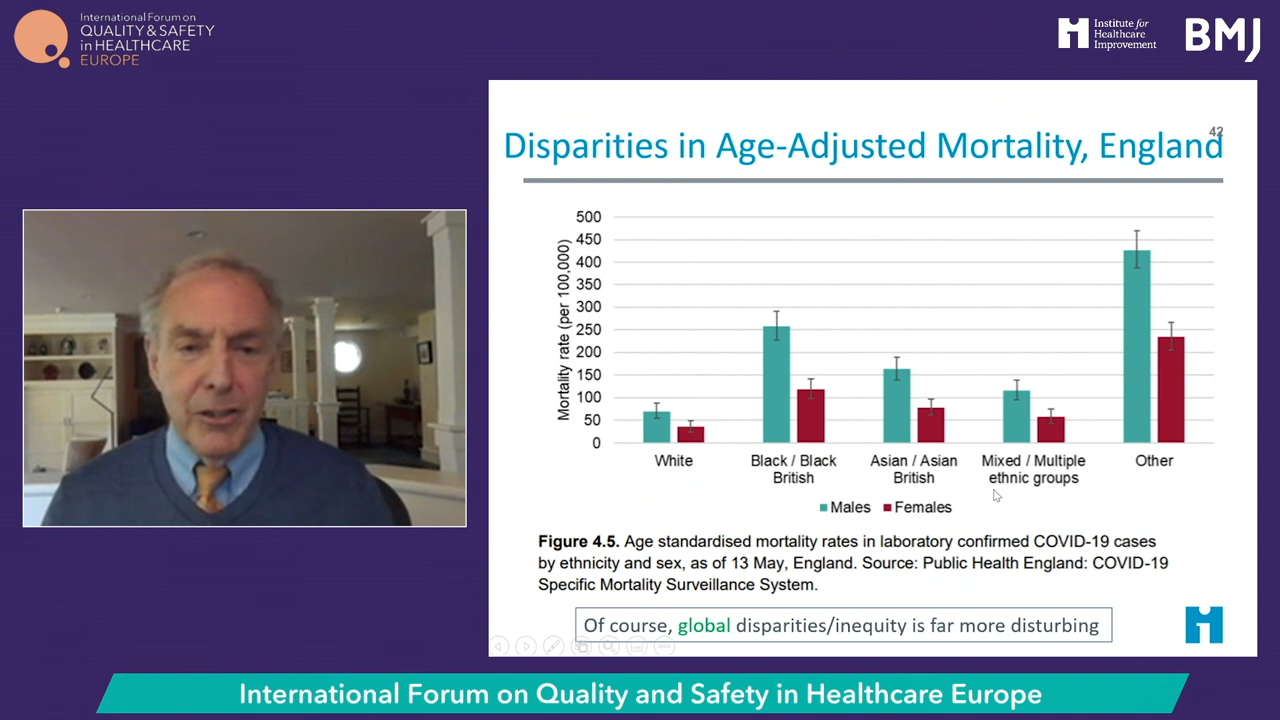 International Forum on
QUALITY & SAFETY
in HEALTHCARE
EUROPE
Institute for
Healthcare
Improvement
BMJ
42
Disparities in Age-Adjusted Mortality, England
Mortality rate (per 100,000)
500
450
400
350
300
250
200
150
100
50
0
White
Black / Black
British
Asian / Asian
British
Mixed / Multiple
ethnic groups
Other
Males Females
Figure 4.5. Age standardised mortality rates in laboratory confirmed COVID-19 cases
by ethnicity and sex, as of 13 May, England. Source: Public Health England: COVID-19
Specific Mortality Surveillance System.
Of course, global disparities/inequity is far more disturbing
International Forum on Quality and Safety in Healthcare Europe